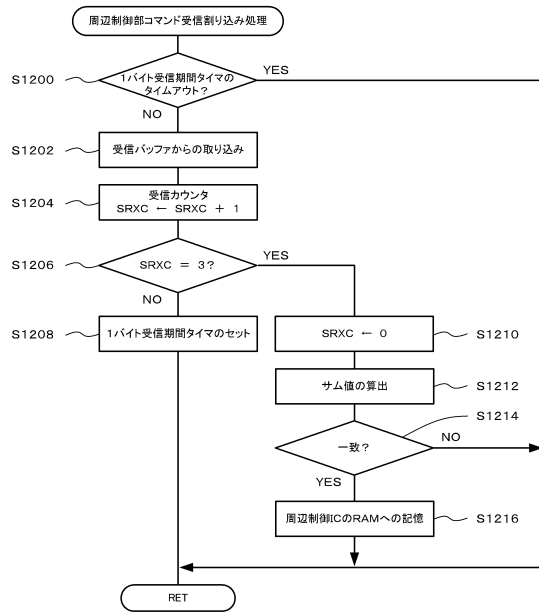 周辺制御部コマンド受信割り込み処理
S1200
1バイト受信期間タイマの
タイムアウト？
YES
NO
S1202
受信バッファからの取り込み
S1204
受信カウンタ
SRXC ← SRXC ＋ 1
S1206
SRXC ＝ 3？
YES
NO
S1208
1バイト受信期間タイマのセット
SRXC ← 0
S1210
サム値の算出
S1212
S1214
一致？
NO
YES
周辺制御ICのRAMへの記憶
S1216
RET